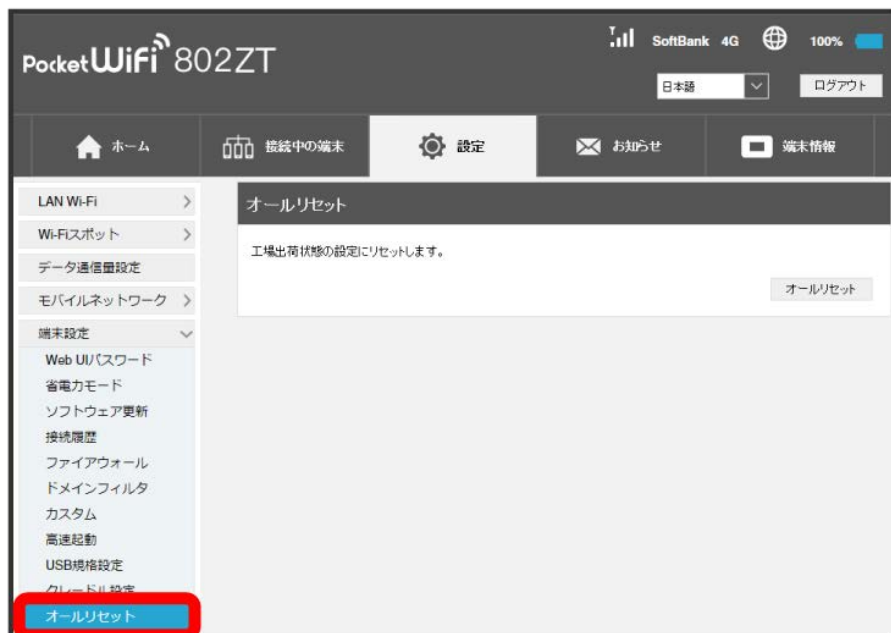 Pocket WiFi 802ZT
SoftBank 4G 100%
日本語
ログアウト
ホーム
接続中の端末
設定
お知らせ
端末情報
LAN Wi-Fi
Wi-Fiスポット
データ通信量設定
モバイルネットワーク
端末設定
Web UIパスワード
省電力モード
ソフトウェア更新
接続履歴
ファイアウォール
ドメインフィルタ
カスタム
高速起動
USB規格設定
クレードル設定
オールリセット
オールリセット
工場出荷状態の設定にリセットします。
オールリセット